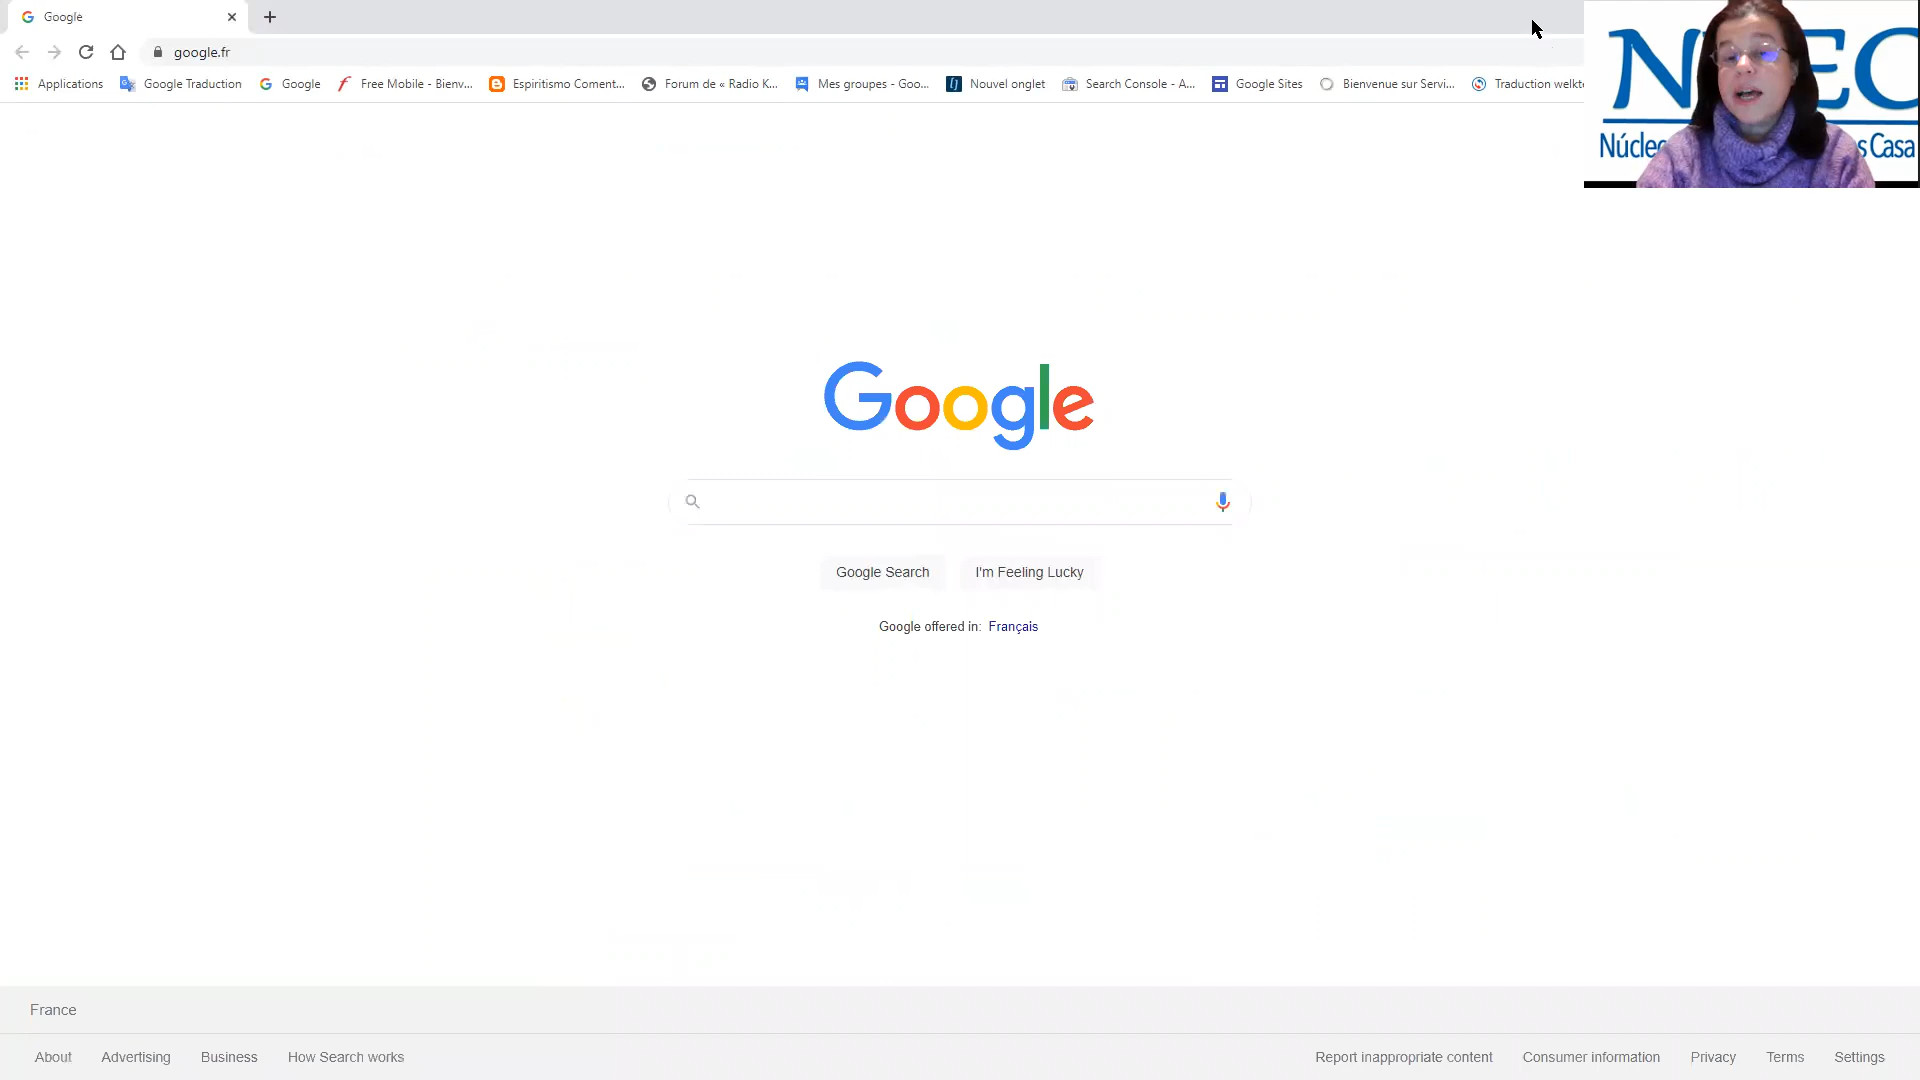 Google
google.fr
Applications Google Traduction Google Free Mobile - Bienv... Espiritismo Coment... Forum de « Radio K... Mes groupes - Goo... Nouvel onglet Search Console - A... Google Sites Bienvenue sur Servi... Traduction welkt
Núcleo
s Casa
Google
Google Search I'm Feeling Lucky
Google offered in: Français
France
About Advertising Business How Search works Report inappropriate content Consumer information Privacy Terms Settings